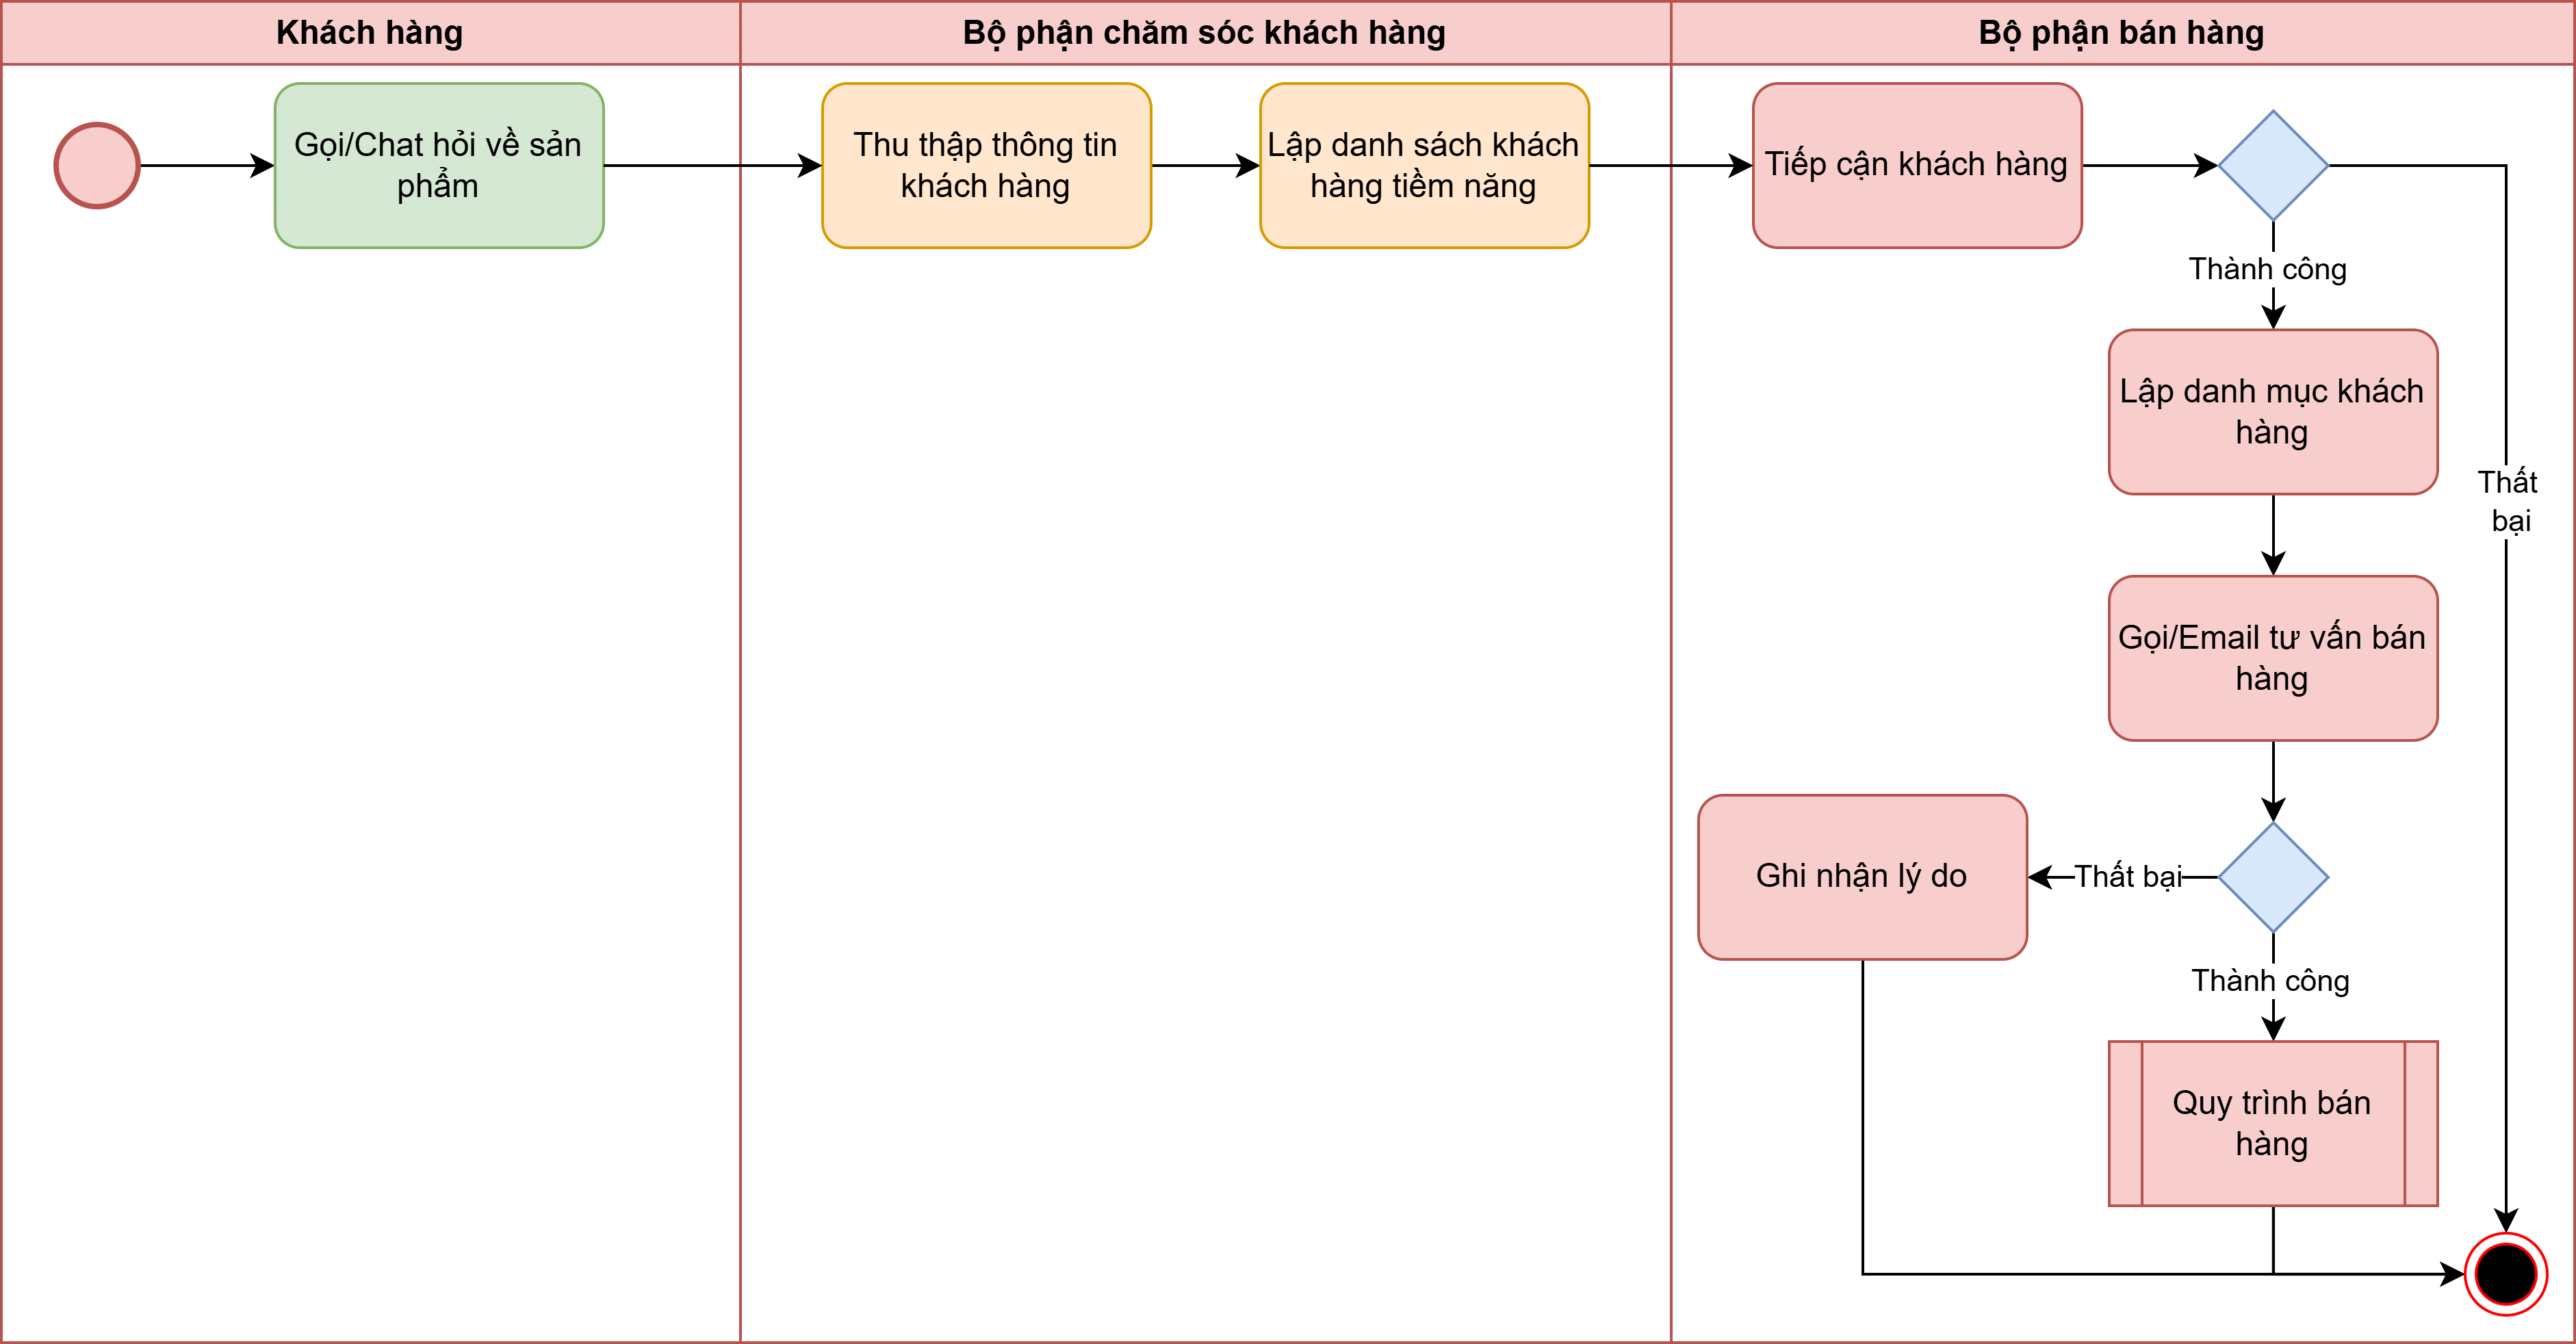 Khách hàng
Bộ phận chăm sóc khách hàng
Bộ phận bán hàng
Gọi/Chat hỏi về sản
phẩm
Thu thập thông tin
khách hàng
Lập danh sách khách
hàng tiềm năng
Tiếp cận khách hàng
Thành công
Lập danh mục khách
hàng
Thất
bại
Gọi/Email tư vấn bán
hàng
Ghi nhận lý do
Thất bại
Thành công
Quy trình bán
hàng